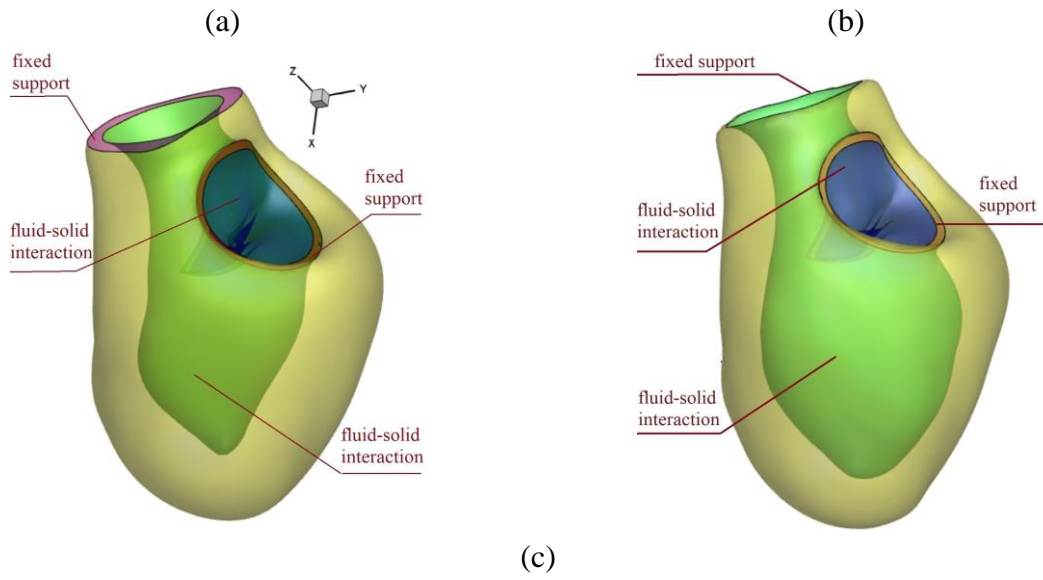 (a)
fixed
support
Z
Y
X
fixed
support
fluid-solid
interaction
fluid-solid
interaction
(b)
fixed support
fluid-solid
interaction
fixed
support
fluid-solid
interaction
(c)